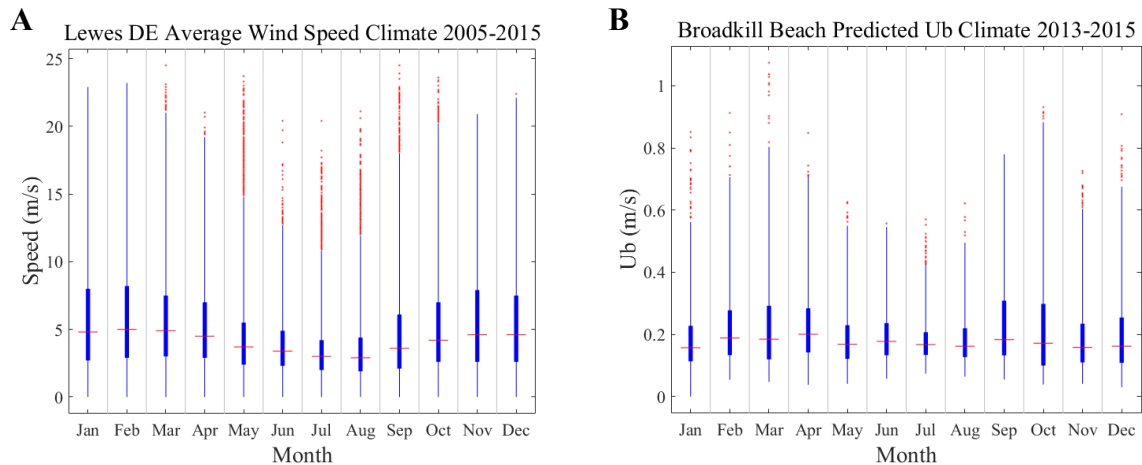 A
Lewes DE Average Wind Speed Climate 2005-2015
25
20
15
10
5
0
Speed (m/s)
Jan Feb Mar Apr May Jun Jul Aug Sep Oct Nov Dec
Month
B
Broadkill Beach Predicted Ub Climate 2013-2015
1
0.8
0.6
0.4
0.2
0
Ub (m/s)
Jan Feb Mar Apr May Jun Jul Aug Sep Oct Nov Dec
Month